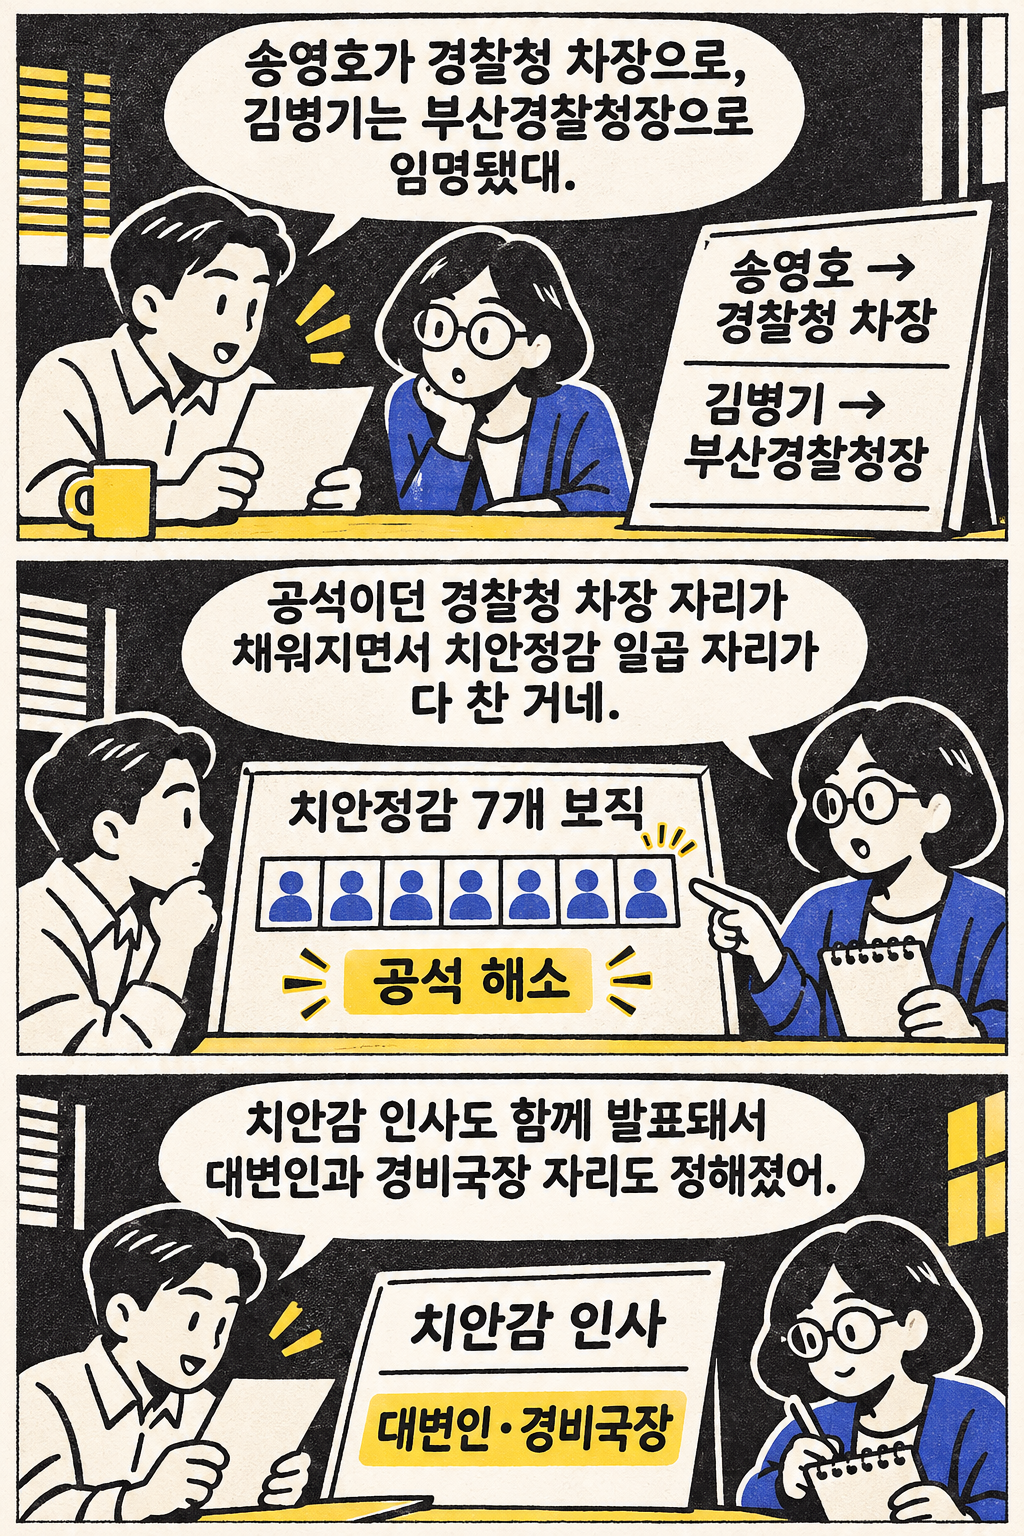 송영호가 경찰청 차장으로,
김병기는 부산경찰청장으로
임명됐대.
송영호 →
경찰청 차장
김병기 →
부산경찰청장
공석이던 경찰청 차장 자리가
채워지면서 치안정감 일곱 자리가
다 찬 거네.
치안정감 7개 보직
공석 해소
치안감 인사도 함께 발표돼서
대변인과 경비국장 자리도 정해졌어.
치안감 인사
대변인·경비국장